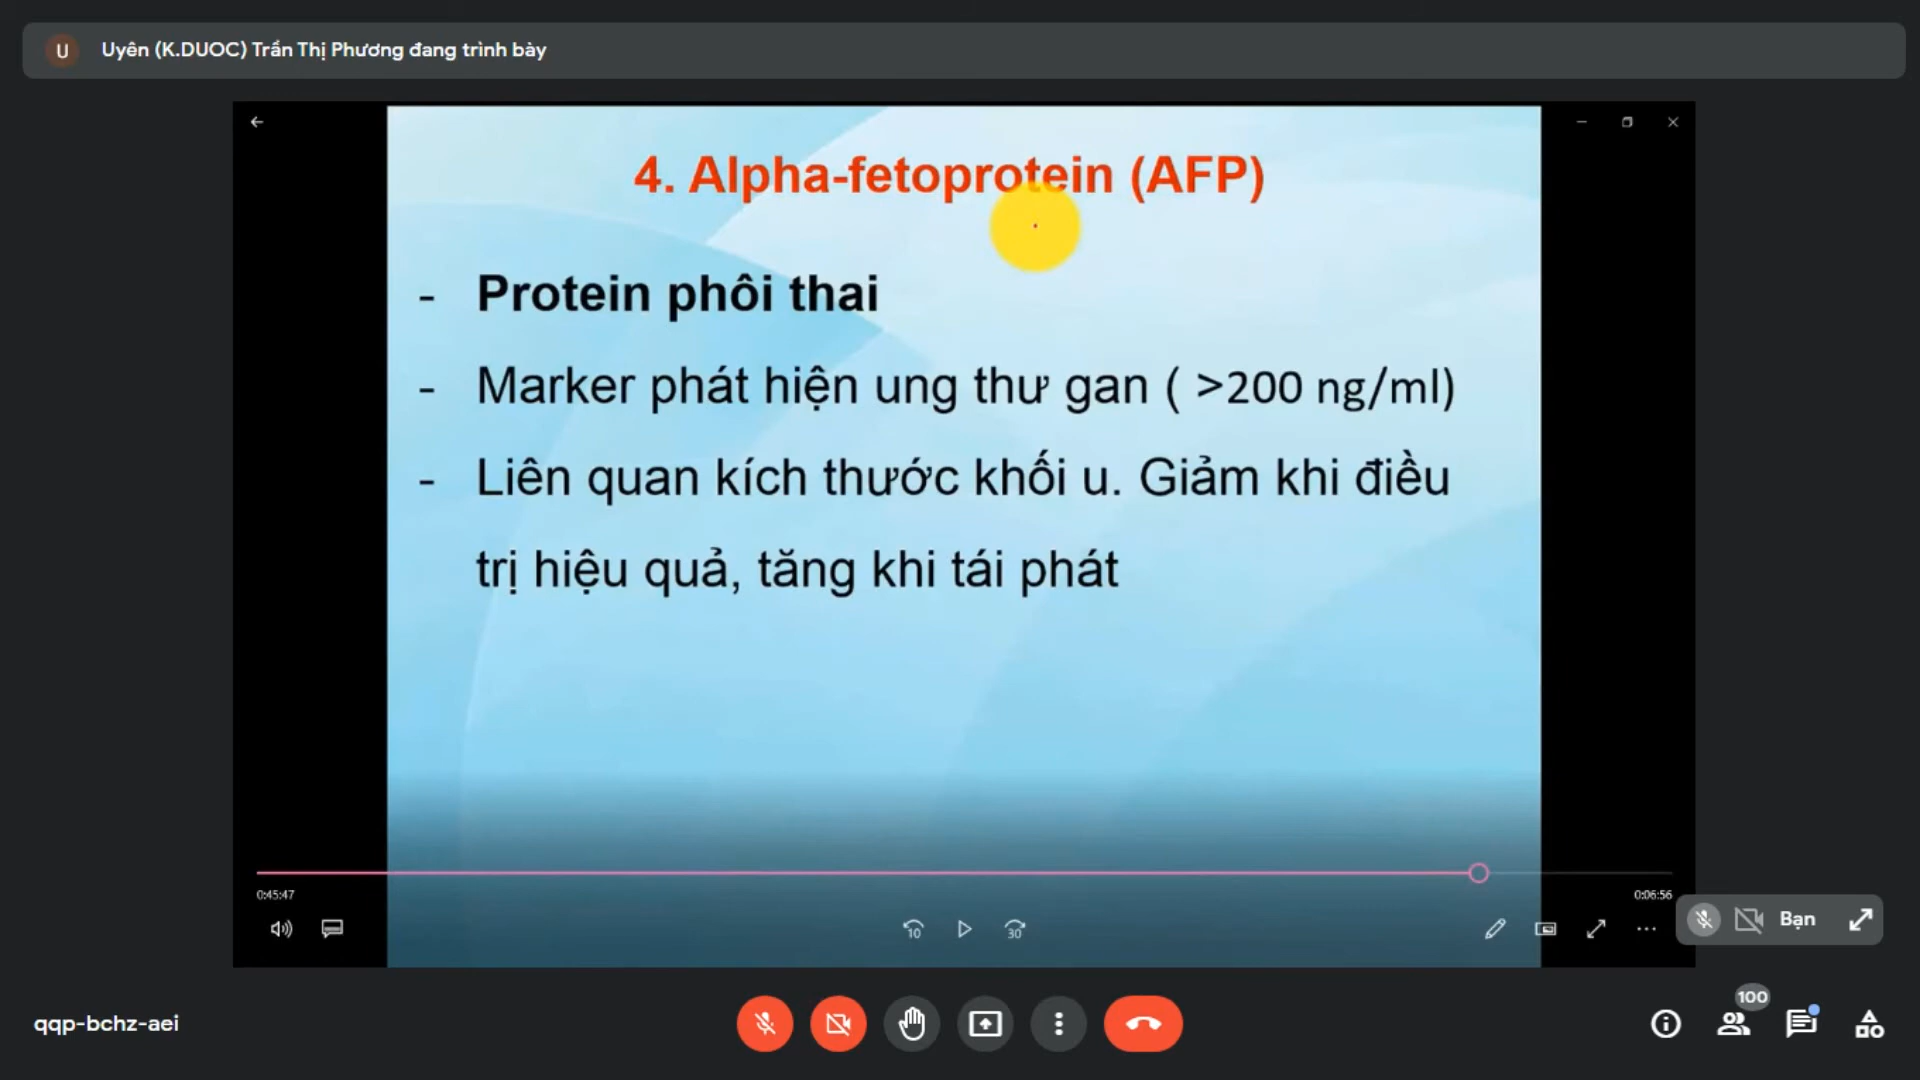 U Uyên (K.DUOC) Trần Thị Phương đang trình bày
4. Alpha-fetoprotein (AFP)
- Protein phôi thai
- Marker phát hiện ung thư gan ( >200 ng/ml)
- Liên quan kích thước khối u. Giảm khi điều
trị hiệu quả, tăng khi tái phát
0:45:47
0:06:56
10
30
Bạn
qqp-bchz-aei
100